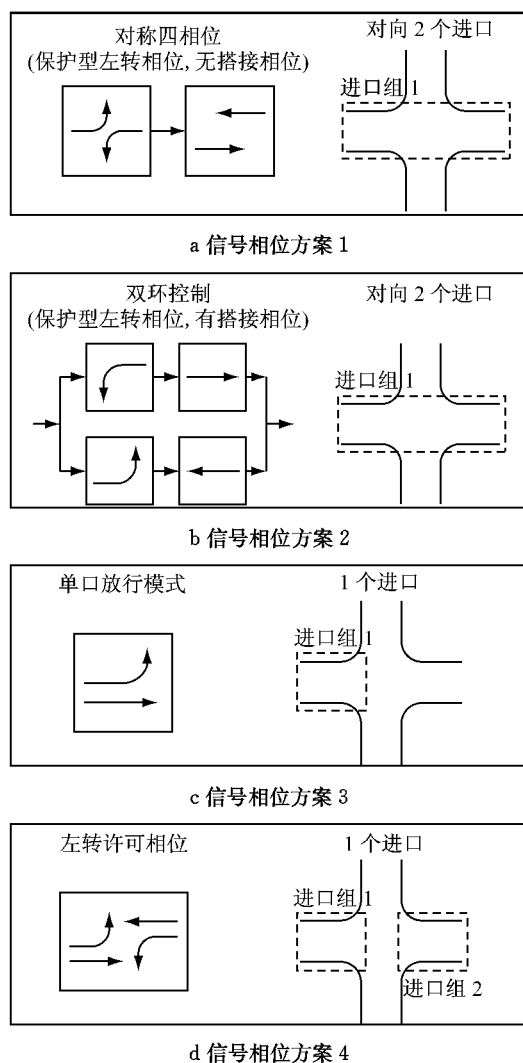 对称四相位
(保护型左转相位, 无搭接相位)
对向 2 个进口
进口组 1
a 信号相位方案 1
双环控制
(保护型左转相位, 有搭接相位)
对向 2 个进口
进口组 1
b 信号相位方案 2
单口放行模式
1 个进口
进口组 1
c 信号相位方案 3
左转许可相位
1 个进口
进口组 1
进口组 2
d 信号相位方案 4